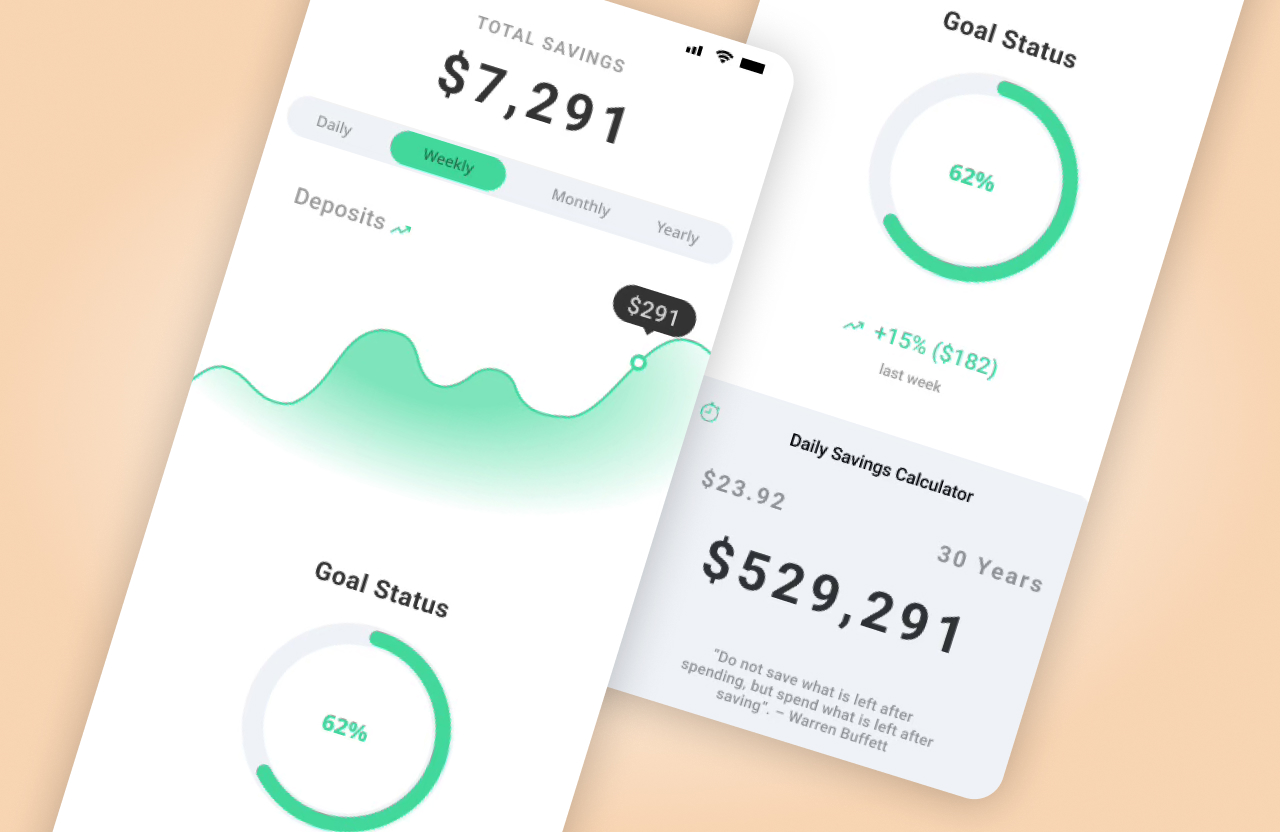 TOTAL SAVINGS
$7,291
Daily
Weekly
Monthly
Yearly
Deposits
$291
Goal Status
62%
Goal Status
62%
+15% ($182)
last week
Daily Savings Calculator
$23.92
30 Years
$529,291
"Do not save what is left after
spending, but spend what is left after
saving". – Warren Buffett